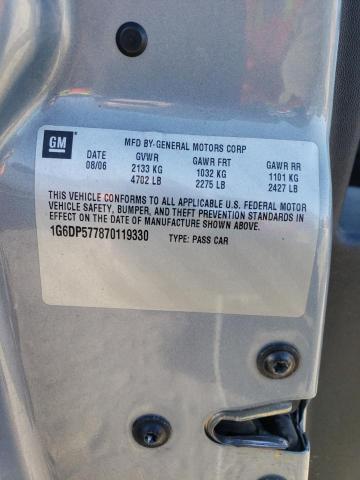 GM
MFD BY-GENERAL MOTORS CORP
DATE GVWR GAWR FRT GAWR RR
08/06 2133 KG 1032 KG 1101 KG
4702 LB 2275 LB 2427 LB
THIS VEHICLE CONFORMS TO ALL APPLICABLE U.S. FEDERAL MOTOR
VEHICLE SAFETY, BUMPER, AND THEFT PREVENTION STANDARDS IN
EFFECT ON THE DATE OF MANUFACTURE SHOWN ABOVE.
1G6DP577870119330 TYPE: PASS CAR